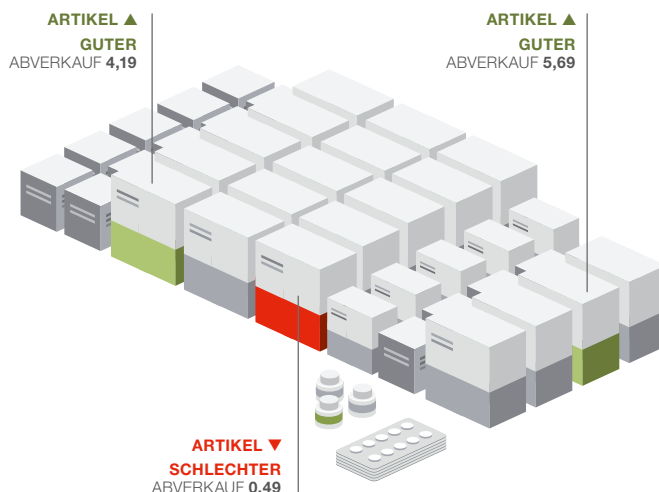 ARTIKEL ▲
GUTER
ABVERKAUF 4,19
ARTIKEL ▲
GUTER
ABVERKAUF 5,69
ARTIKEL ▼
SCHLECHTER
ABVERKAUF 0,49